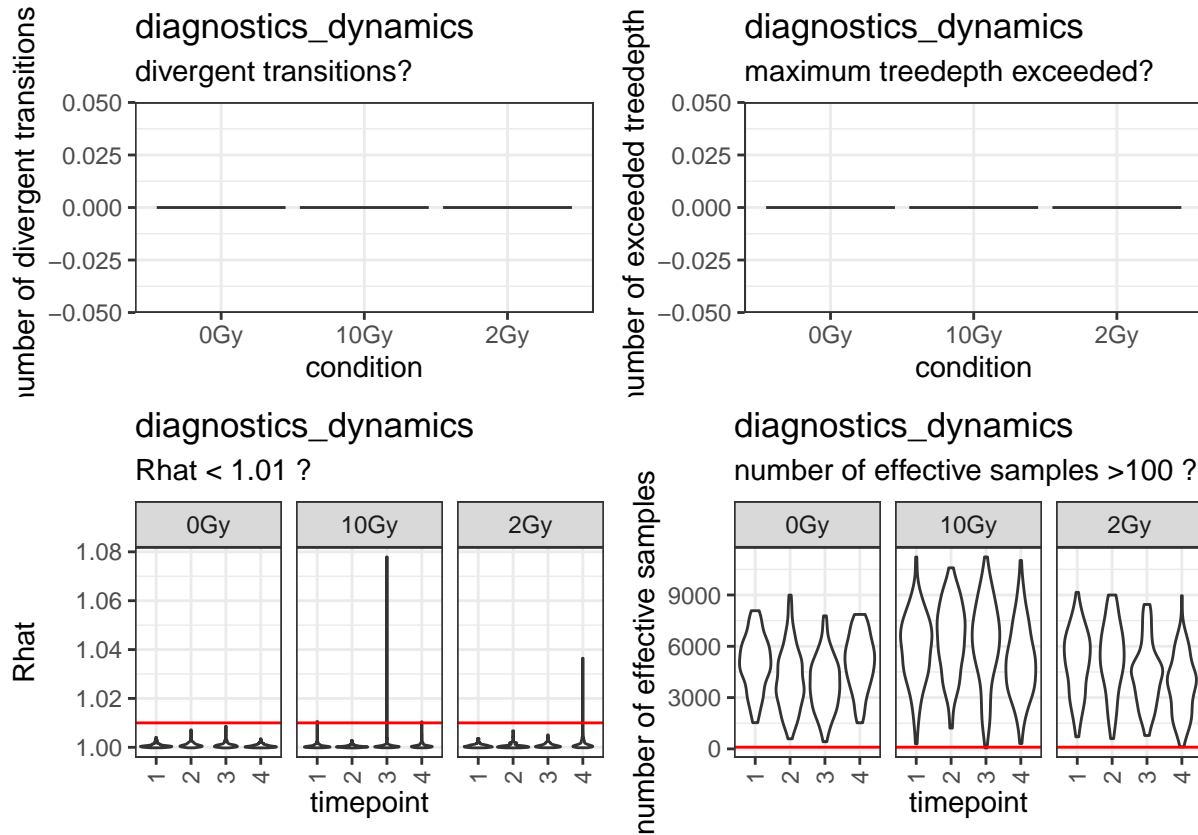 diagnostics_dynamics
divergent transitions?
number of divergent transitions
0.050
0.025
0.000
−0.025
−0.050
0Gy 10Gy 2Gy
condition
diagnostics_dynamics
maximum treedepth exceeded?
number of exceeded treedepth
0.050
0.025
0.000
−0.025
−0.050
0Gy 10Gy 2Gy
condition
diagnostics_dynamics
Rhat < 1.01 ?
0Gy 10Gy 2Gy
Rhat
1.08
1.06
1.04
1.02
1.00
1 2 3 4 1 2 3 4 1 2 3 4
timepoint
diagnostics_dynamics
number of effective samples >100 ?
0Gy 10Gy 2Gy
number of effective samples
9000
6000
3000
0
1 2 3 4 1 2 3 4 1 2 3 4
timepoint